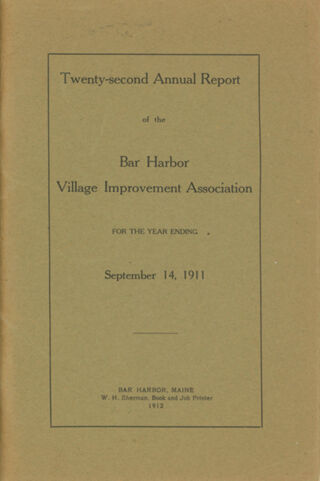 Twenty-second Annual Report
of the
Bar Harbor
Village Improvement Association
FOR THE YEAR ENDING
September 14, 1911
BAR HARBOR, MAINE
W. H. Sherman, Book and Job Printer
1912